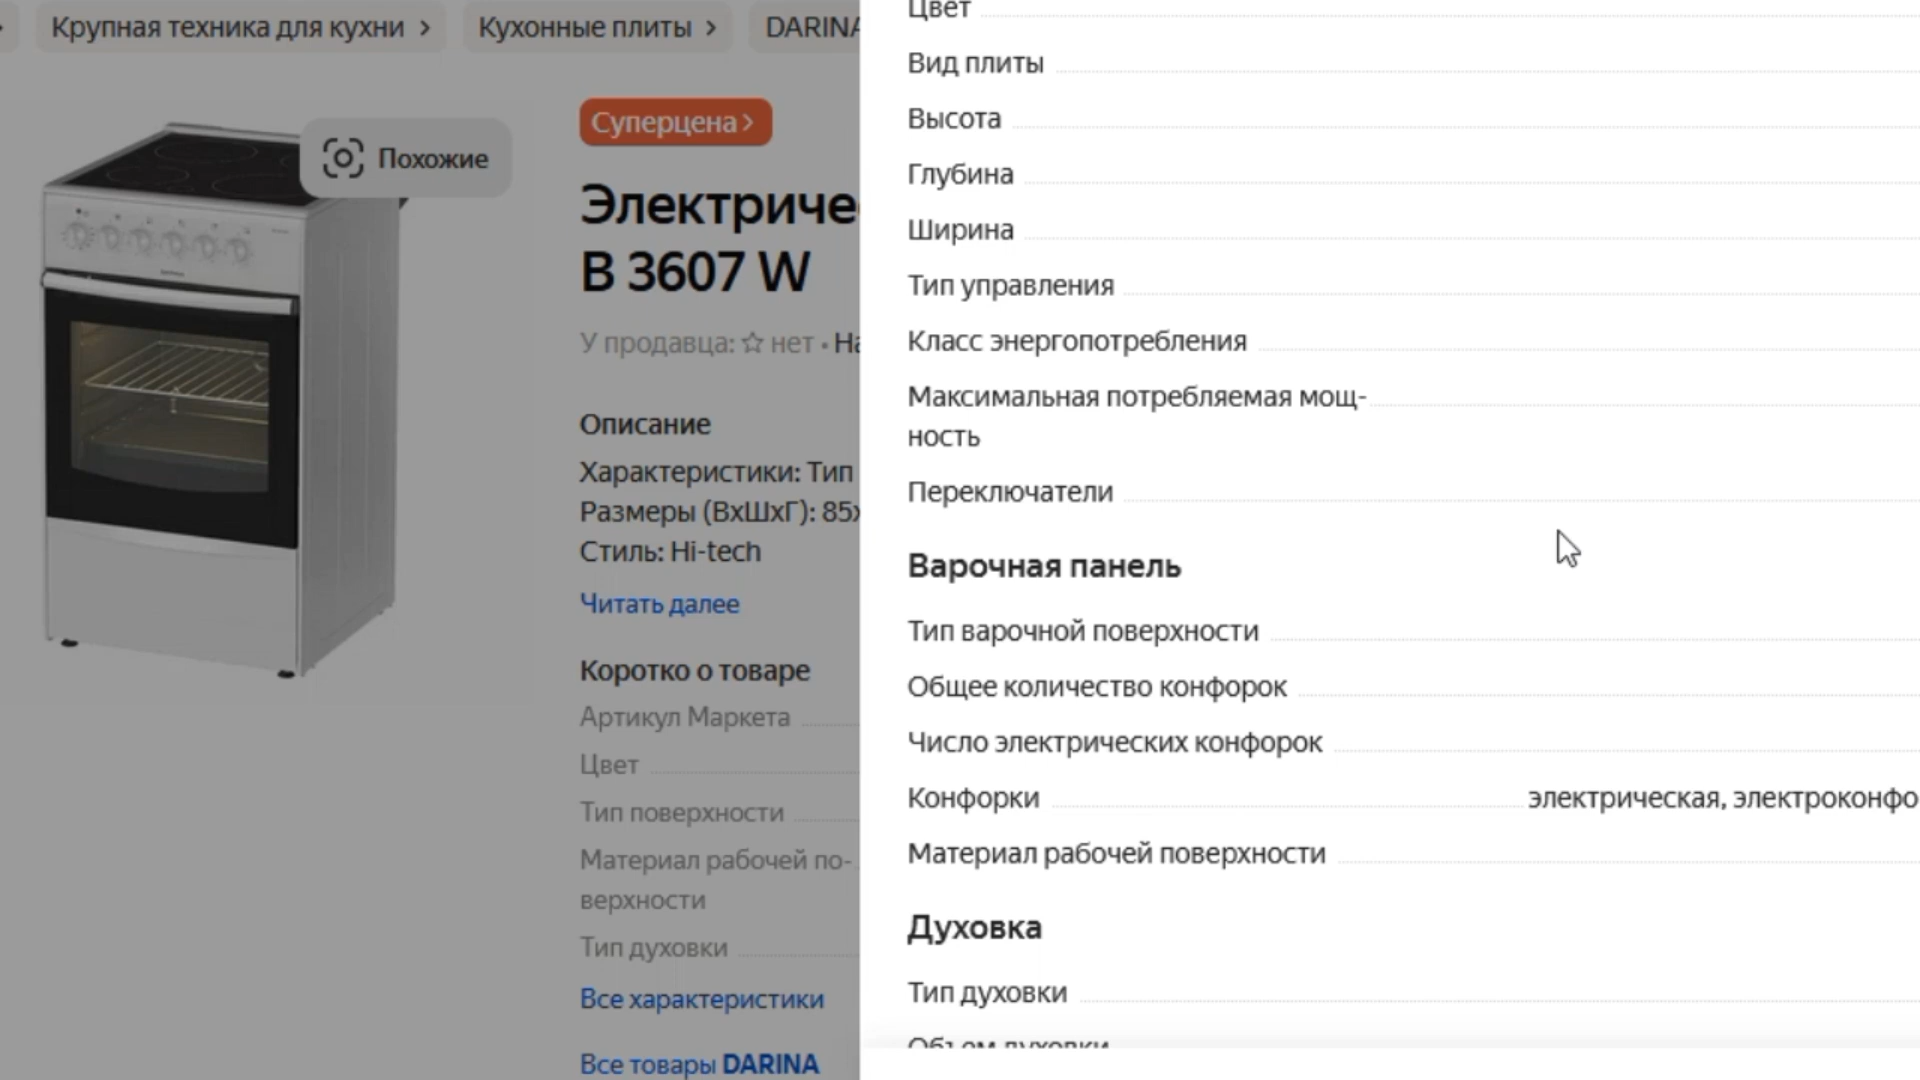 Крупная техника для кухни
Кухонные плиты
DARINA
Похожие
Суперцена
Электриче
B 3607 W
У продавца: нет • На
Описание
Характеристики: Тип
Размеры (ВхШхГ): 85х
Стиль: Hi-tech
Читать далее
Коротко о товаре
Артикул Маркета
Цвет
Тип поверхности
Материал рабочей по-
верхности
Тип духовки
Все характеристики
Все товары DARINA
Цвет
Вид плиты
Высота
Глубина
Ширина
Тип управления
Класс энергопотребления
Максимальная потребляемая мощ-
ность
Переключатели
Варочная панель
Тип варочной поверхности
Общее количество конфорок
Число электрических конфорок
Конфорки электрическая, электроконфо
Материал рабочей поверхности
Духовка
Тип духовки
Объем духовки